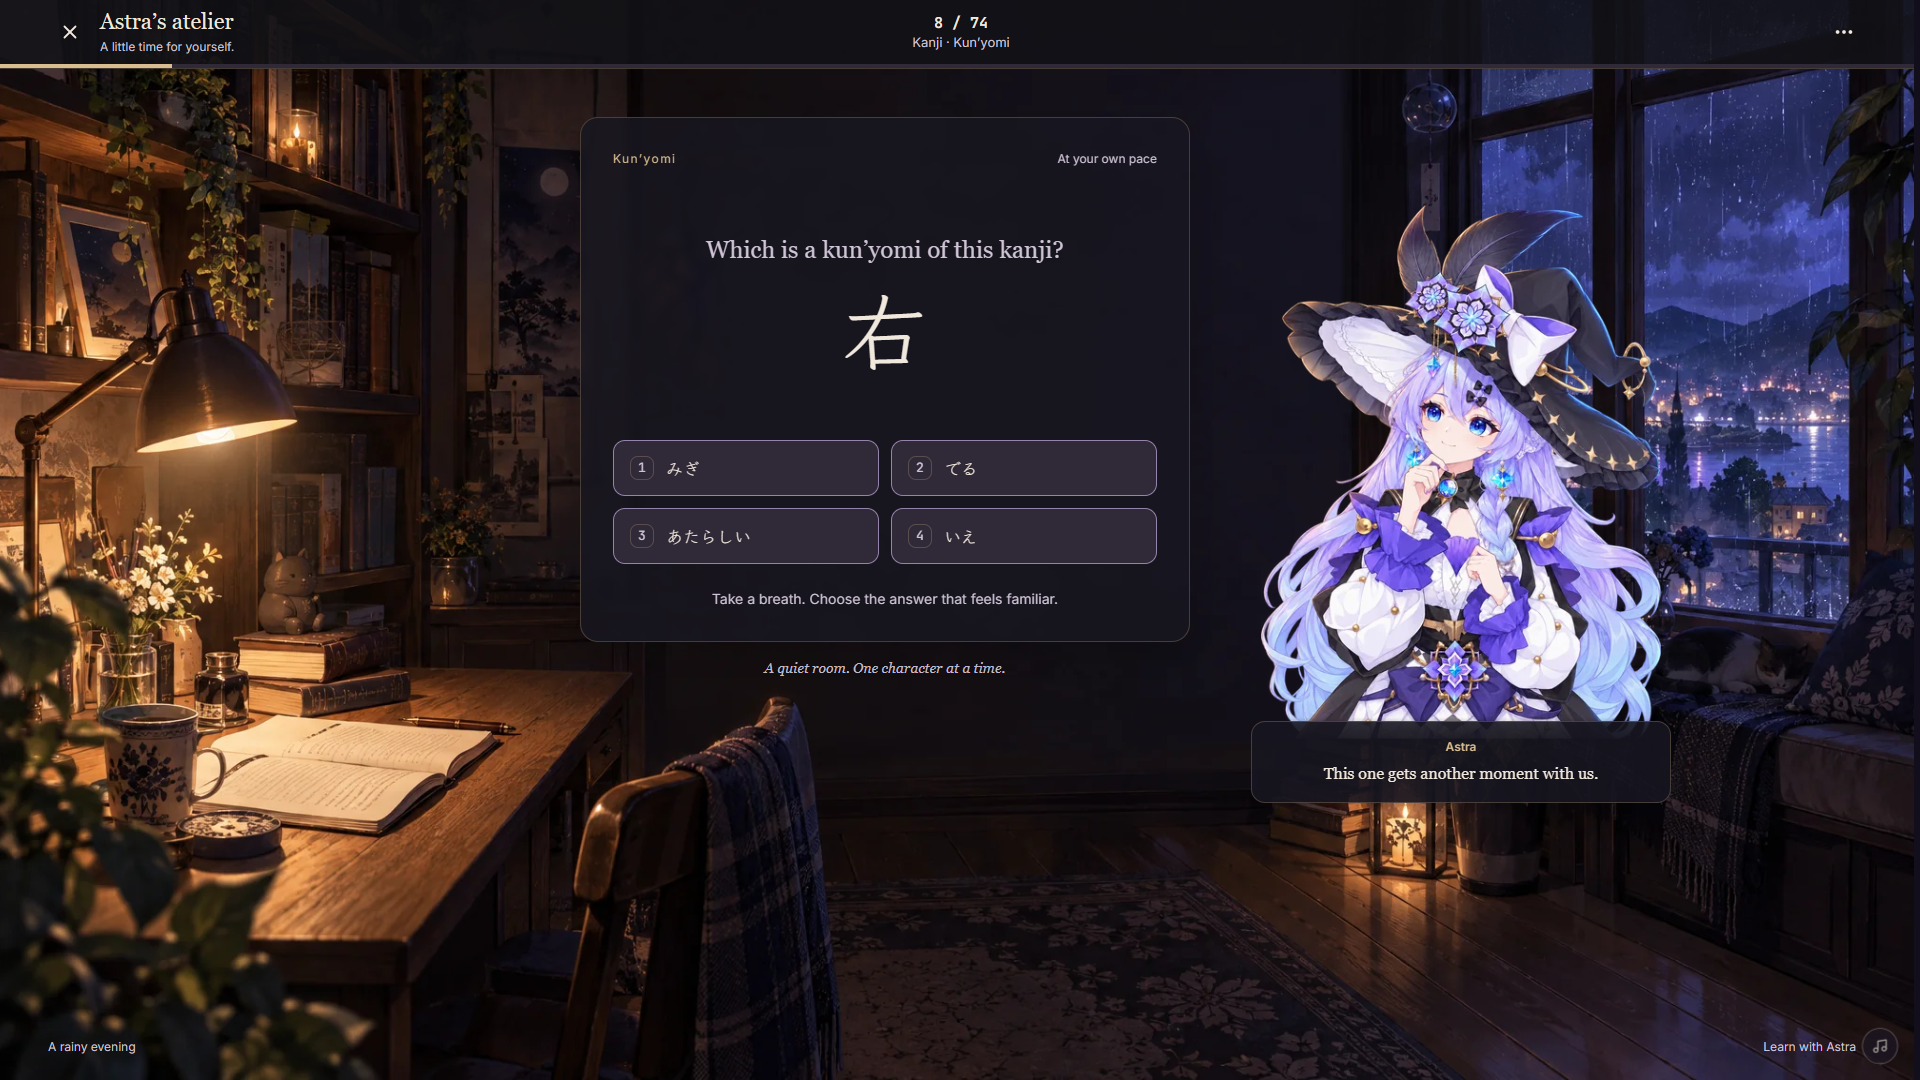 Astra’s atelier
A little time for yourself.
8 / 74
Kanji · Kun’yomi
Kun’yomi
At your own pace
Which is a kun’yomi of this kanji?
右
1 みぎ
2 でる
3 あたらしい
4 いえ
Take a breath. Choose the answer that feels familiar.
A quiet room. One character at a time.
Astra
This one gets another moment with us.
A rainy evening
Learn with Astra